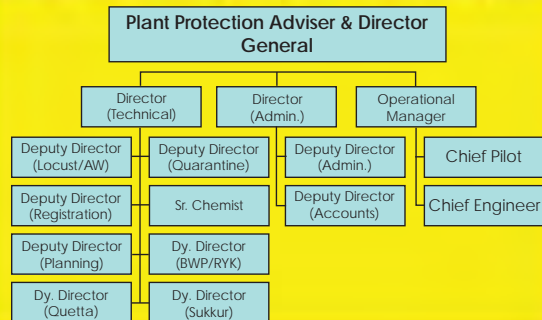 Plant Protection Adviser & Director
General
Director
(Technical)
Director
(Admin.)
Operational
Manager
Deputy Director
(Locust/AW)
Deputy Director
(Quarantine)
Deputy Director
(Admin.)
Chief Pilot
Deputy Director
(Registration)
Sr. Chemist
Deputy Director
(Accounts)
Chief Engineer
Deputy Director
(Planning)
Dy. Director
(BWP/RYK)
Dy. Director
(Quetta)
Dy. Director
(Sukkur)